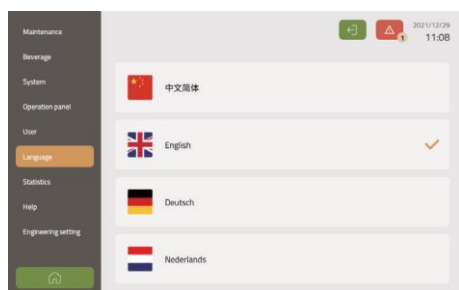 Maintenance
Beverage
System
Operation panel
User
Language
Statistics
Help
Engineering setting
1
2021/12/29
11:08
中文简体
English
Deutsch
Nederlands